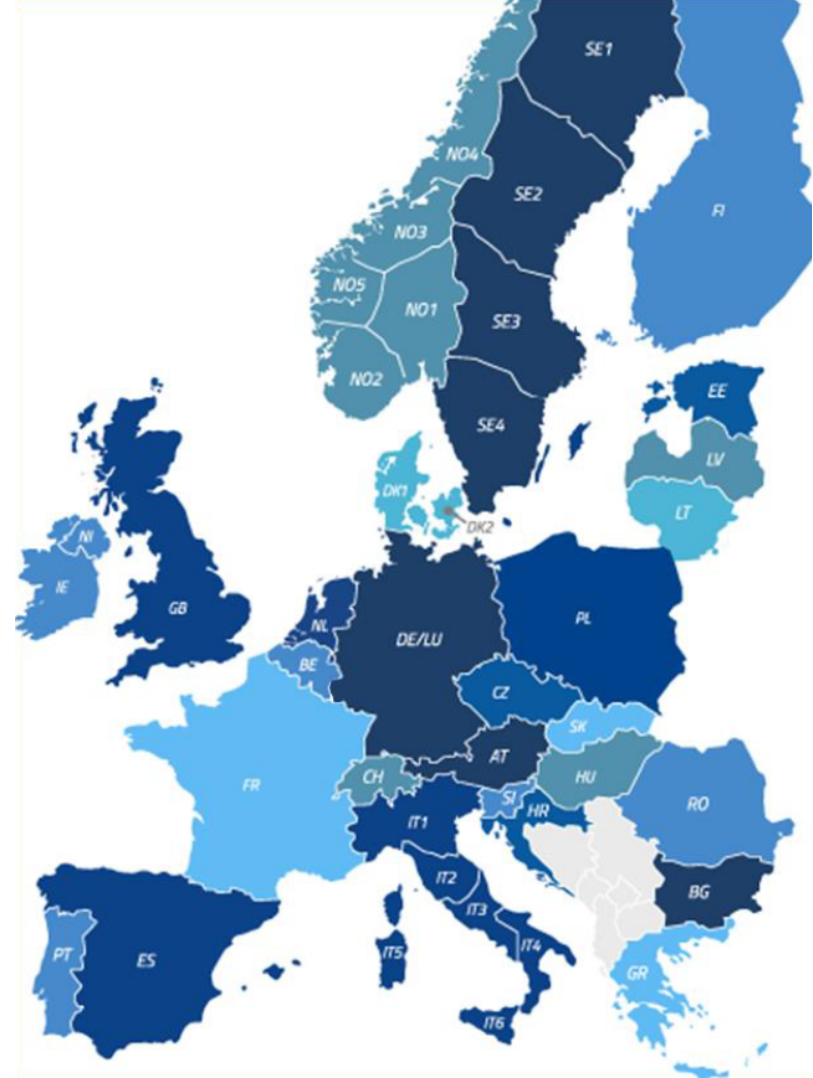 SE1
NO4
SE2
FI
NO3
NO5
NO1
SE3
NO2
EE
SE4
LV
DK1
LT
DK2
NI
IE
GB
NL
PL
DE/LU
BE
CZ
SK
AT
CH
HU
FR
SI
RO
HR
IT1
IT2
BG
IT3
IT4
IT5
PT
ES
GR
IT6